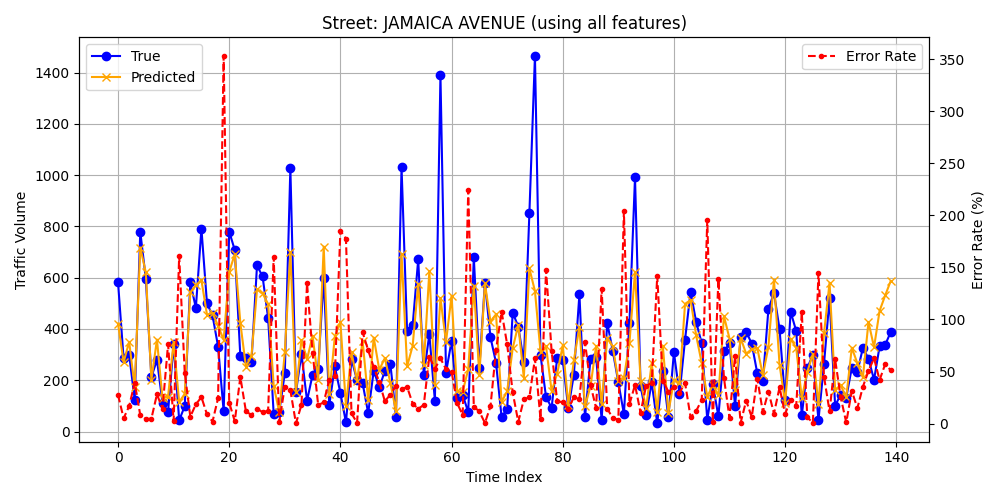 Street: JAMAICA AVENUE (using all features)
True
Predicted
Error Rate
Traffic Volume
1400
1200
1000
800
600
400
200
0
350
300
250
200
150
100
50
0
Error Rate (%)
0 20 40 60 80 100 120 140
Time Index